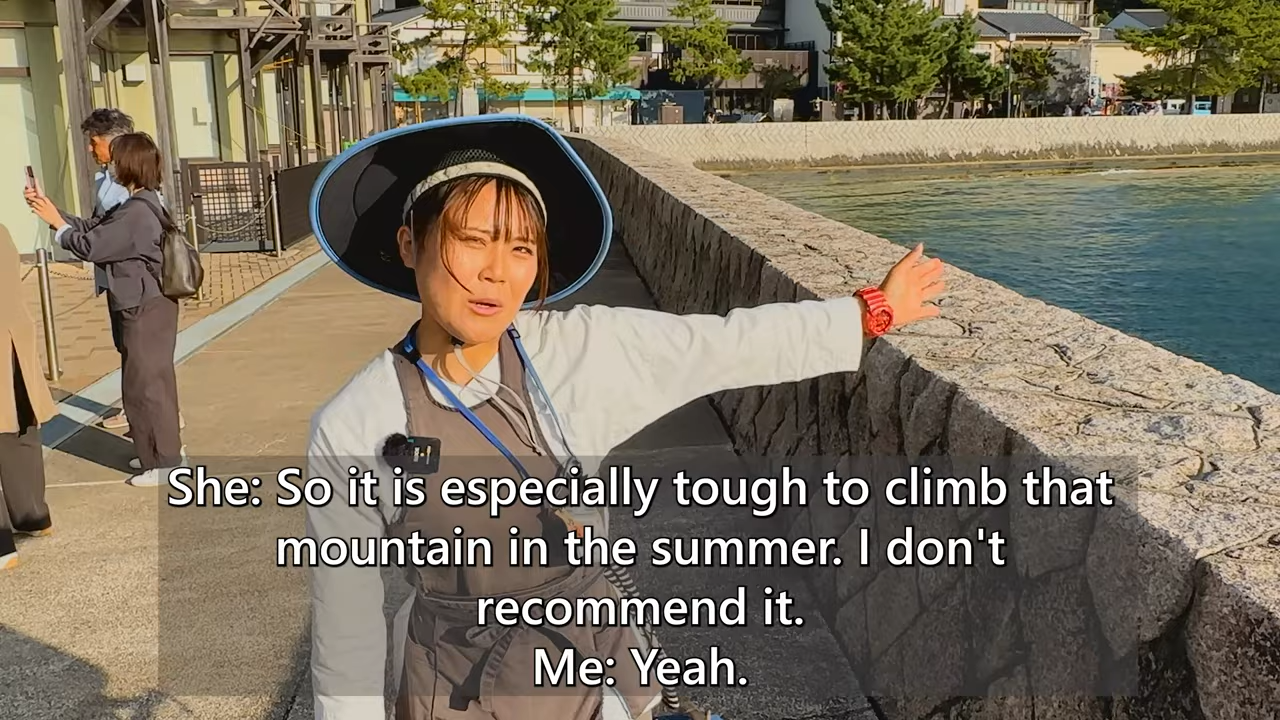 She: So it is especially tough to climb that
mountain in the summer. I don't
recommend it.
Me: Yeah.